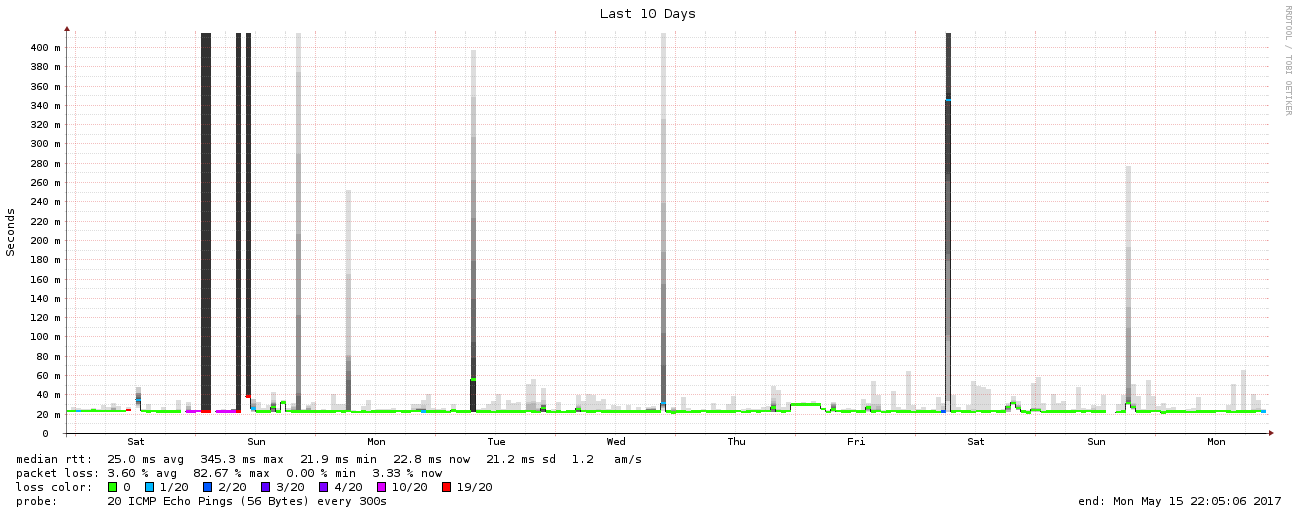 Last 10 Days
RRDTOOL / TOBI OETIKER
Seconds
400 m
380 m
360 m
340 m
320 m
300 m
280 m
260 m
240 m
220 m
200 m
180 m
160 m
140 m
120 m
100 m
80 m
60 m
40 m
20 m
0
Sat Sun Mon Tue Wed Thu Fri Sat Sun Mon
median rtt: 25.0 ms avg 345.3 ms max 21.9 ms min 22.8 ms now 21.2 ms sd 1.2 am/s
packet loss: 3.60 % avg 82.67 % max 0.00 % min 3.33 % now
loss color: 0 1/20 2/20 3/20 4/20 10/20 19/20
probe: 20 ICMP Echo Pings (56 Bytes) every 300s end: Mon May 15 22:05:06 2017